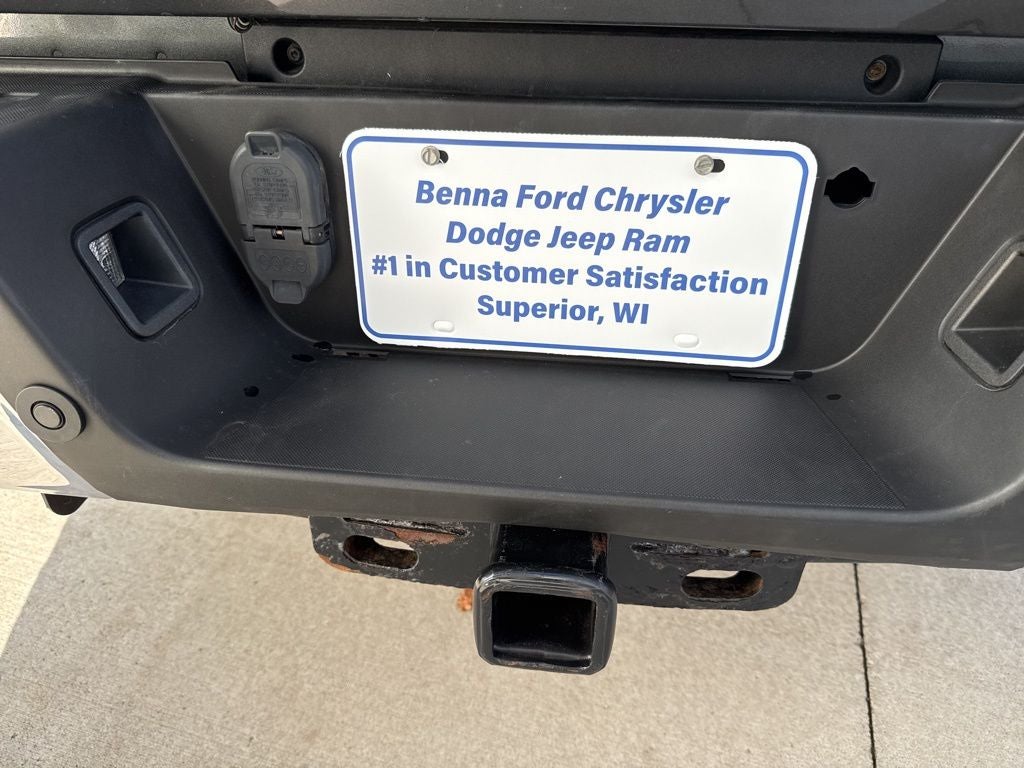 Benna Ford Chrysler
Dodge Jeep Ram
#1 in Customer Satisfaction
Superior, WI